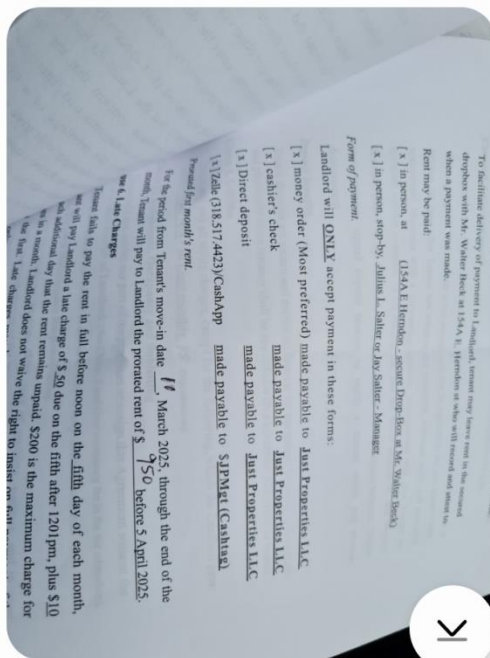 To facilitate delivery of payment to Landlord, tenant may leave rent in the secured
dropbox with Mr. Walter Beck at 154A E. Herndon st who will record and attest to
when a payment was made.
Rent may be paid:
[ x ] in person, at (154A E Herndon - secure Drop-Box at Mr. Walter Beck)
[ x ] in person, stop-by, Julius L. Salter or Jay Salter - Manager
Form of payment.
Landlord will ONLY accept payment in these forms:
[ x ] money order (Most preferred) made payable to Just Properties LLC
[ x ] cashier's check made payable to Just Properties LLC
[ x ] Direct deposit made payable to Just Properties LLC
[ x ] Zelle (318.517.4423)/CashApp made payable to $JPMgt (Cashtag)
Prorated first month's rent.
For the period from Tenant's move-in date , March 2025, through the end of the
month, Tenant will pay to Landlord the prorated rent of $ 950 before 5 April 2025.
6. Late Charges
Tenant fails to pay the rent in full before noon on the fifth day of each month,
will pay Landlord a late charge of $ 50 due on the fifth after 1201pm, plus $10
additional day that the rent remains unpaid. $200 is the maximum charge for
in a month. Landlord does not waive the right to insist on full
the first. Late charges